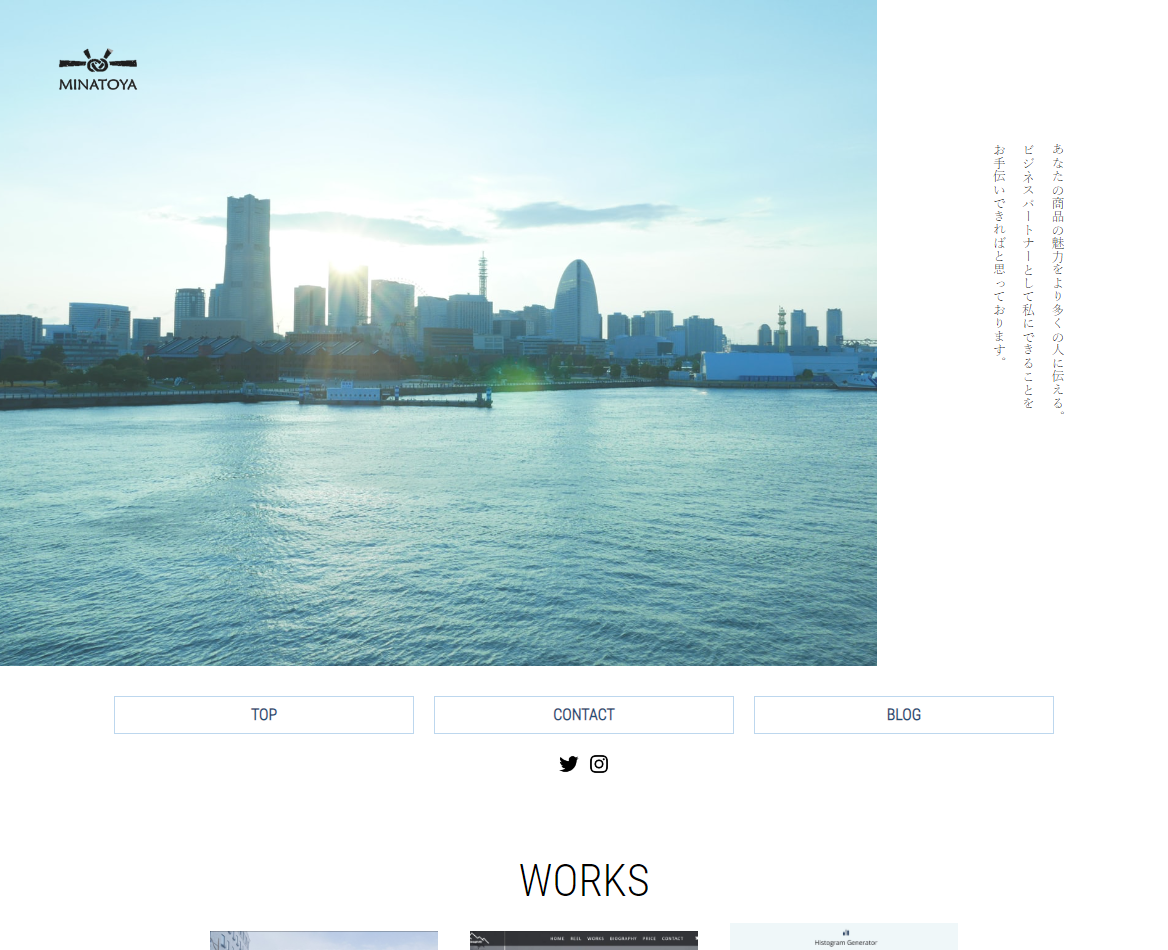 MINATOYA
あなたの商品の魅力をより多くの人に伝える。
ビジネスパートナーとして私にできることを
お手伝いできればと思っております。
TOP
CONTACT
BLOG
WORKS
HOME REEL WORKS BIOGRAPHY PRICE CONTACT
Histogram Generator